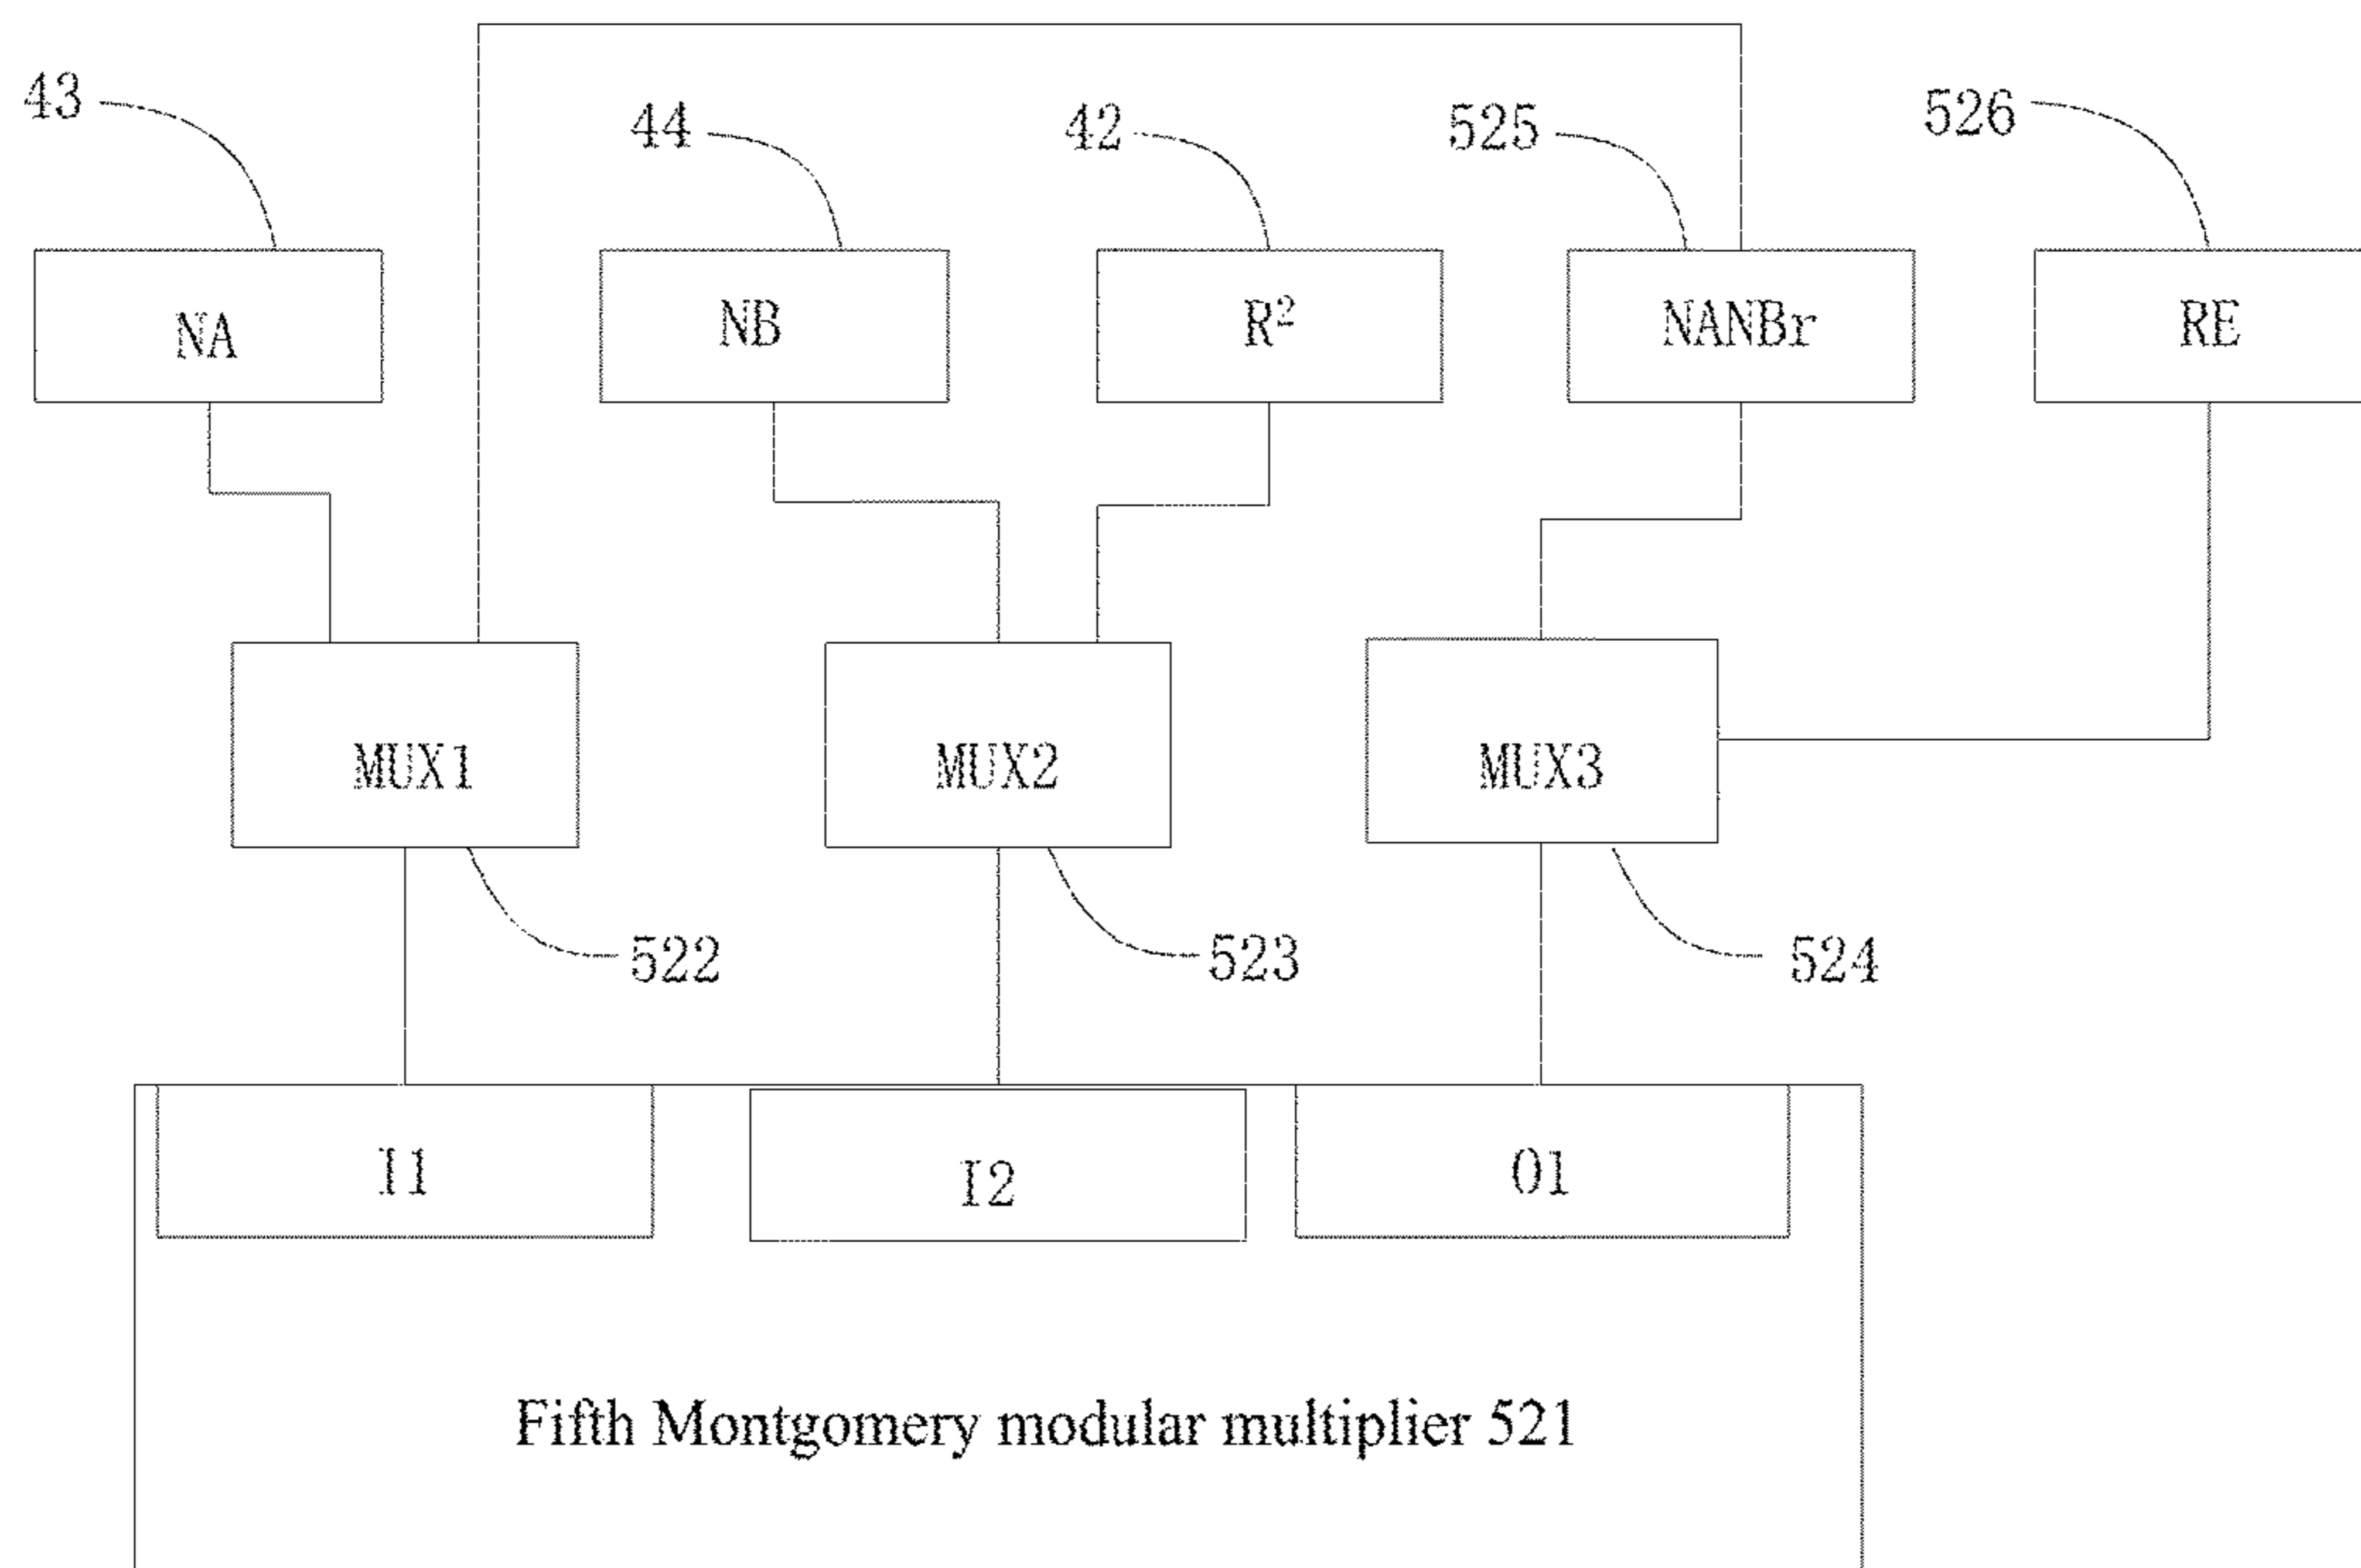 43
44
42
525
526
NA
NB
R²
NANBr
RE
MUX1
MUX2
MUX3
522
523
524
I1
I2
O1
Fifth Montgomery modular multiplier 521